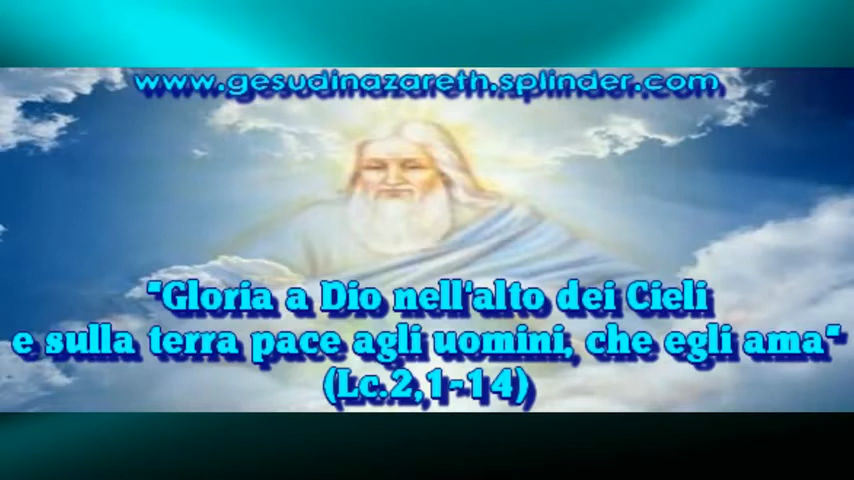 www.gesudinazareth.splinder.com
"Gloria a Dio nell'alto dei Cieli
e sulla terra pace agli uomini, che egli ama"
(Lc.2,1-14)